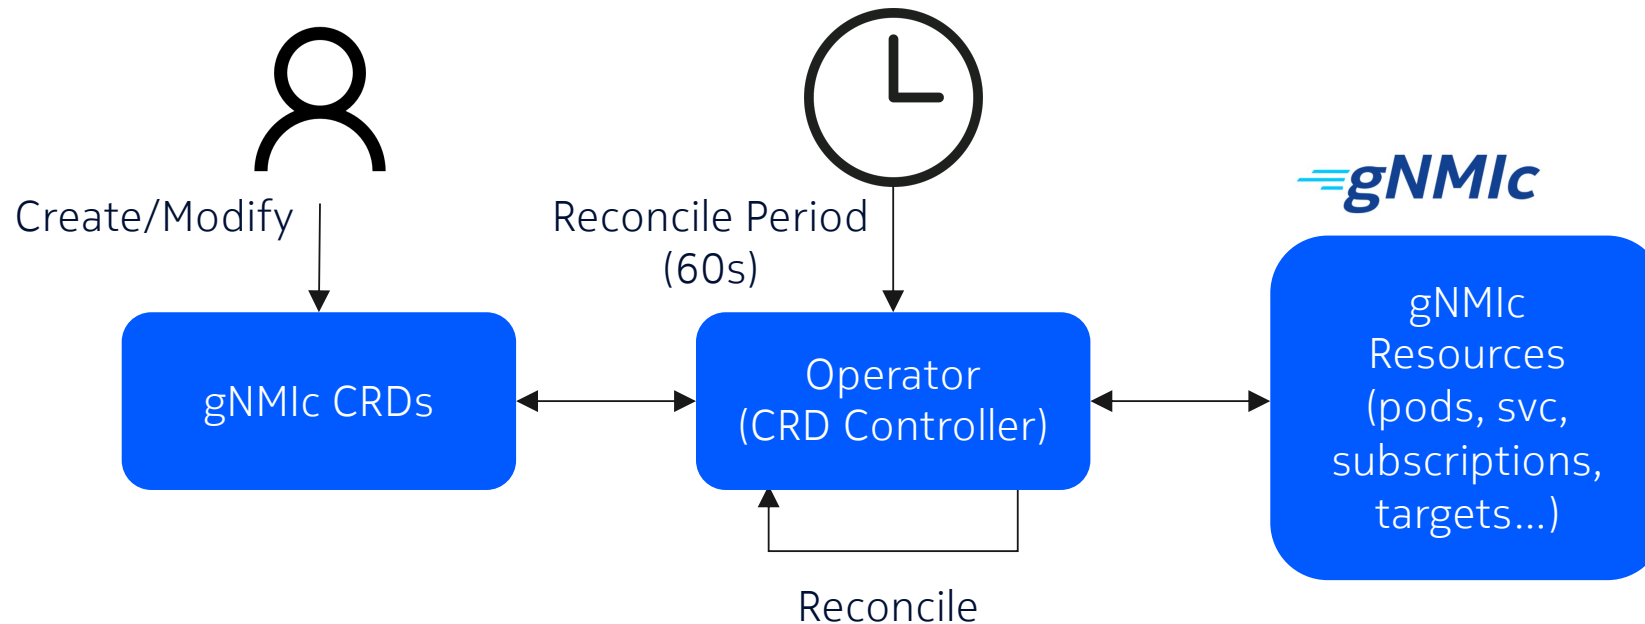 Create/Modify
Reconcile Period
(60s)
gNMIc
gNMIc CRDs
Operator
(CRD Controller)
gNMIc
Resources
(pods, svc,
subscriptions,
targets...)
Reconcile